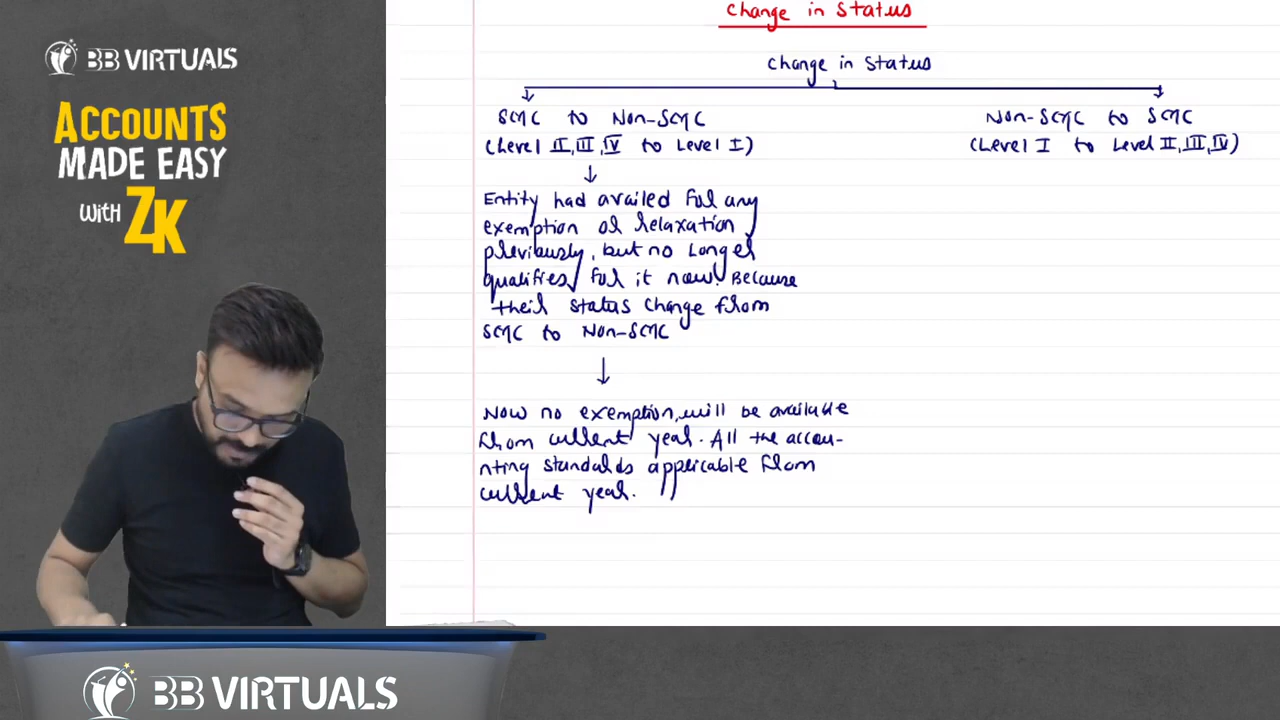 BB VIRTUALS
ACCOUNTS
MADE EASY
WITH ZK
Change in Status
Change in Status
SMC to Non-SMC
(Level II, III, IV to Level I)
Entity had availed for any
exemption or relaxation
previously, but no longer
qualifies for it now. Because
their status change from
SMC to Non-SMC
Now no exemption, will be available
from current year. All the accou-
nting standards applicable from
current year.
Non-SMC to SMC
(Level I to Level II, III, IV)
BB VIRTUALS